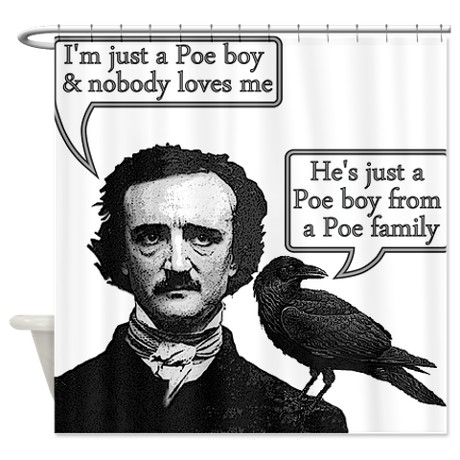 I'm just a Poe boy
& nobody loves me
He's just a
Poe boy from
a Poe family